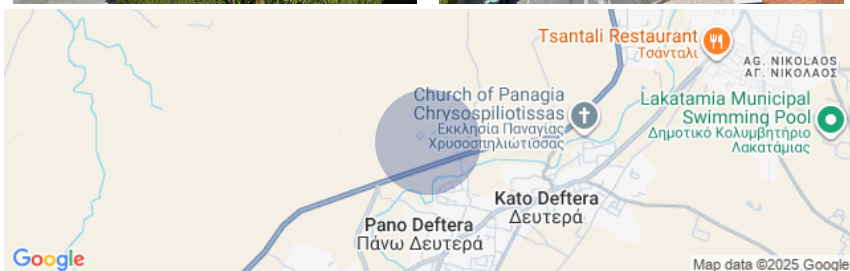 Tsantali Restaurant
Τσάνταλι
AG. NIKOLAOS
ΑΓ. ΝΙΚΟΛΑΟΣ
Church of Panagia
Chrysospiliotissas
Εκκλησία Παναγίας
Χρυσοσπηλιώτισσας
Lakatamia Municipal
Swimming Pool
Δημοτικό Κολυμβητήριο
Λακατάμιας
Kato Deftera
Δευτερά
Pano Deftera
Πάνω Δευτερά
Google
Map data ©2025 Google